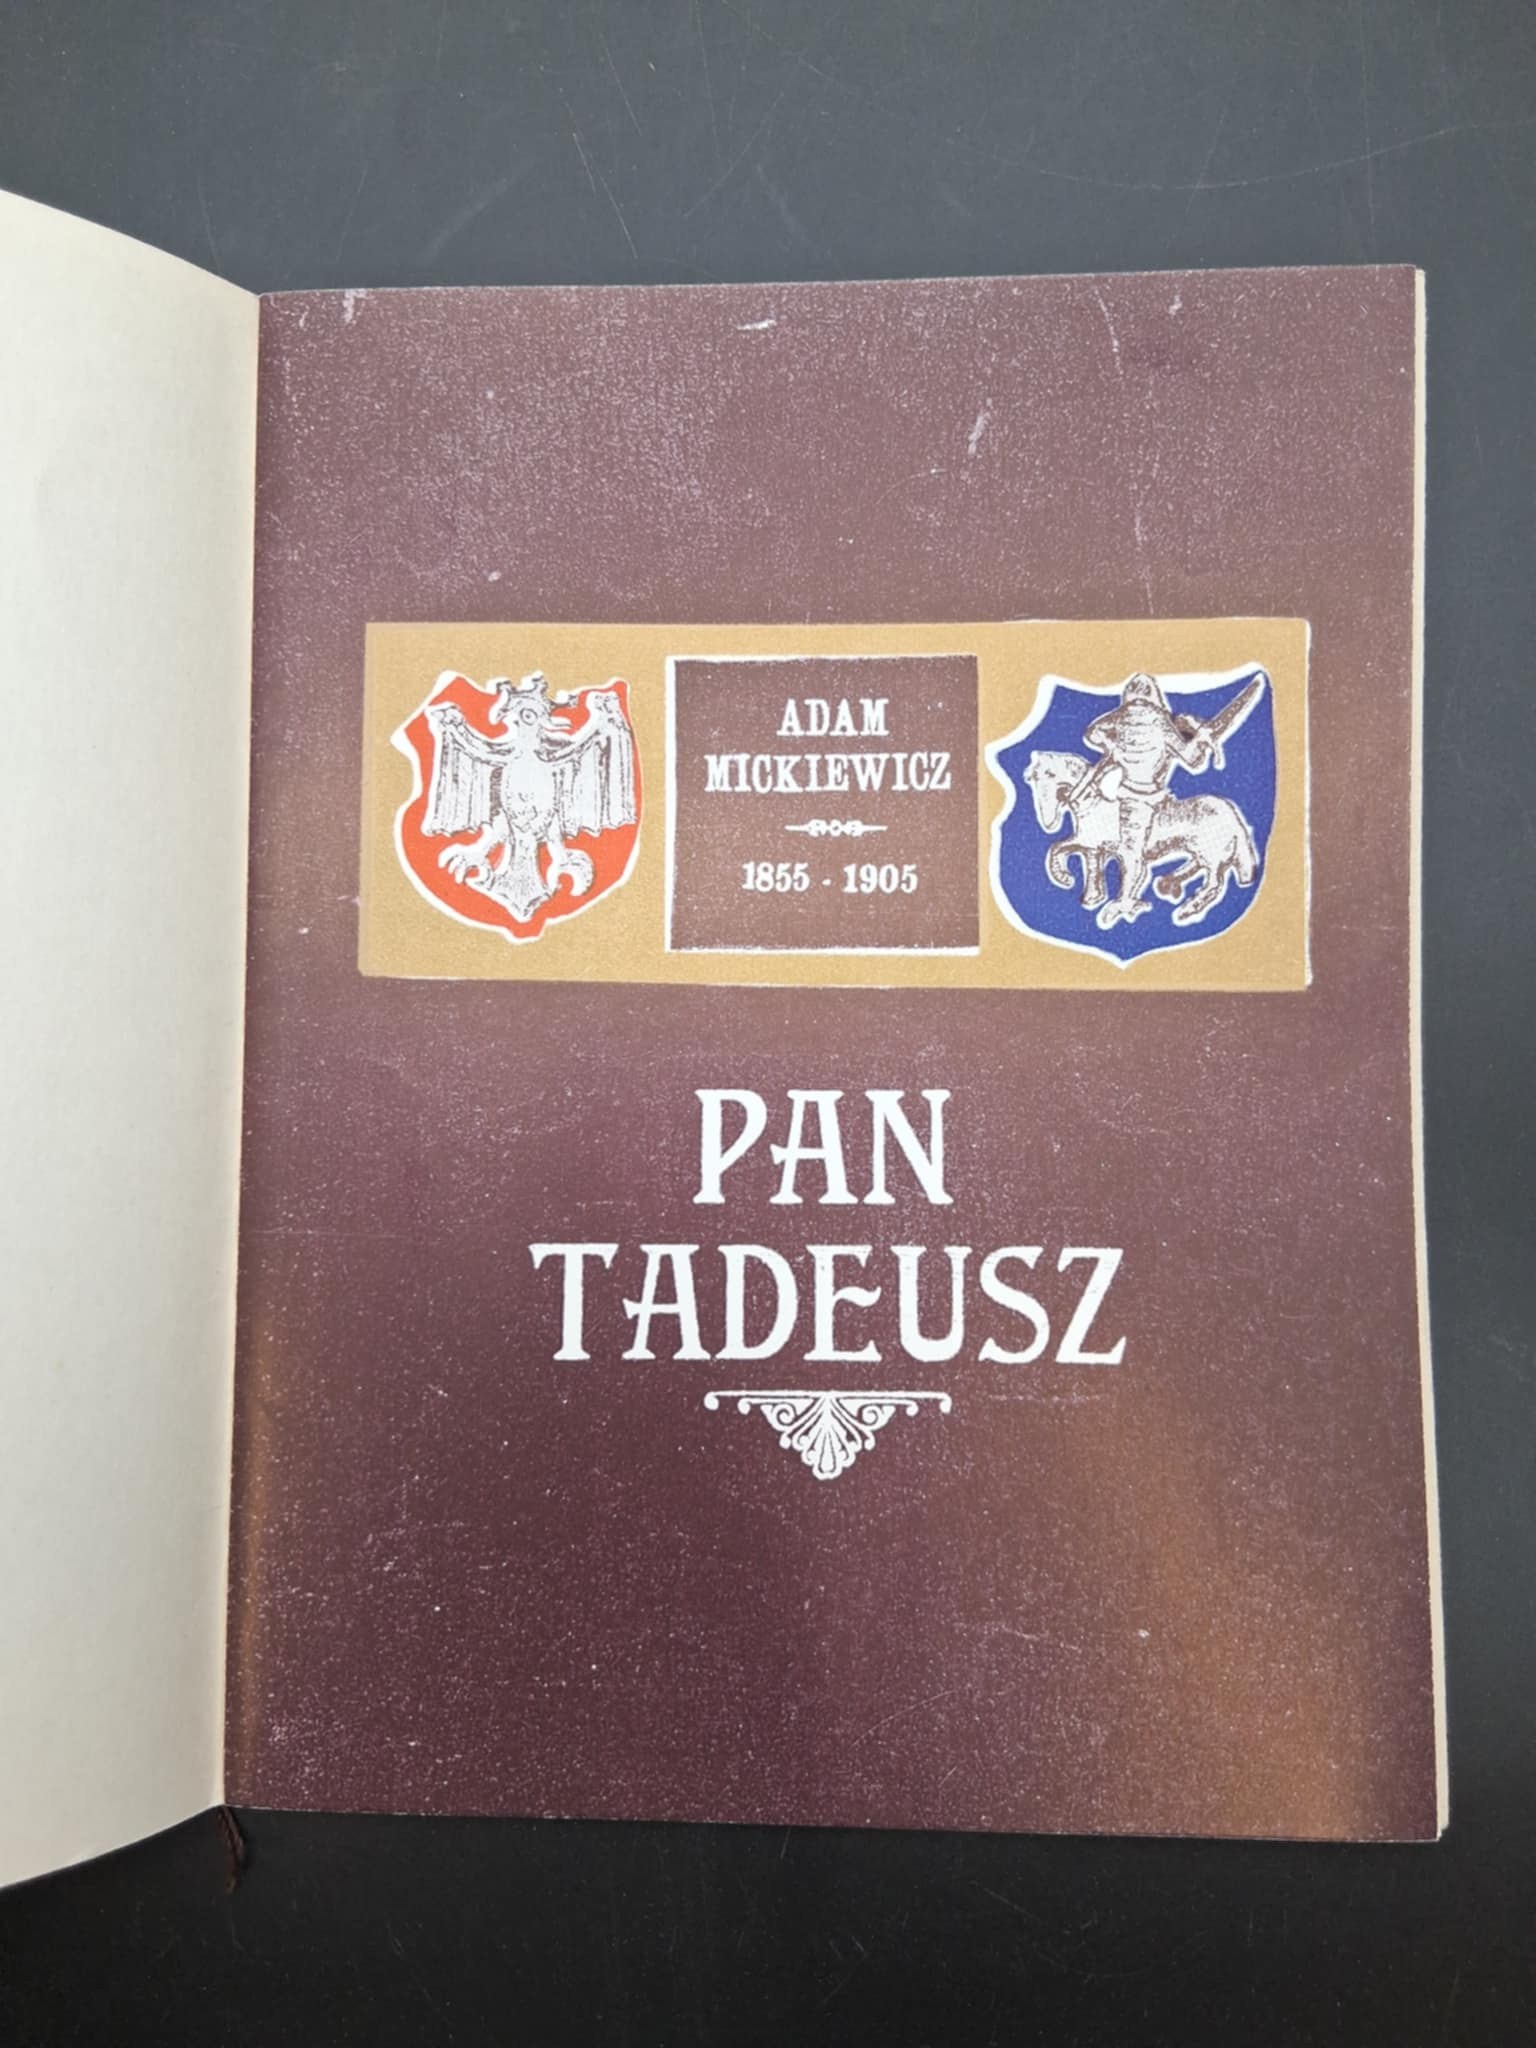 ADAM
MICKIEWICZ
1855 - 1905
PAN
TADEUSZ